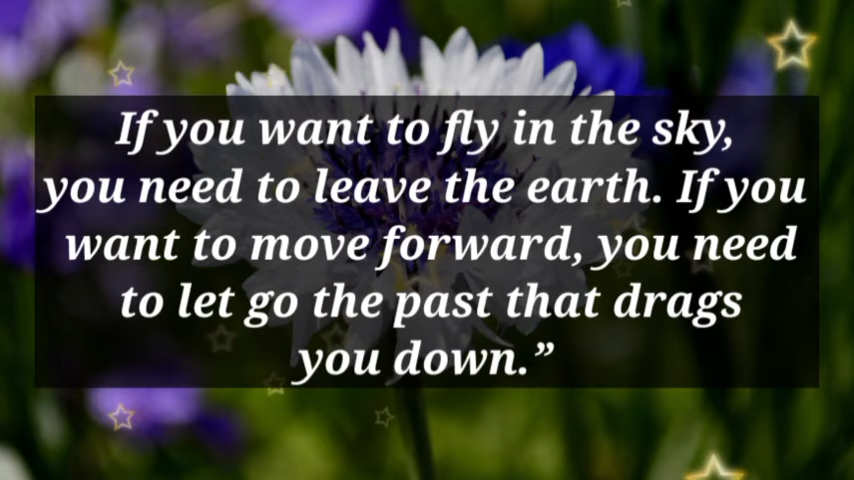 If you want to fly in the sky,
you need to leave the earth. If you
want to move forward, you need
to let go the past that drags
you down.”